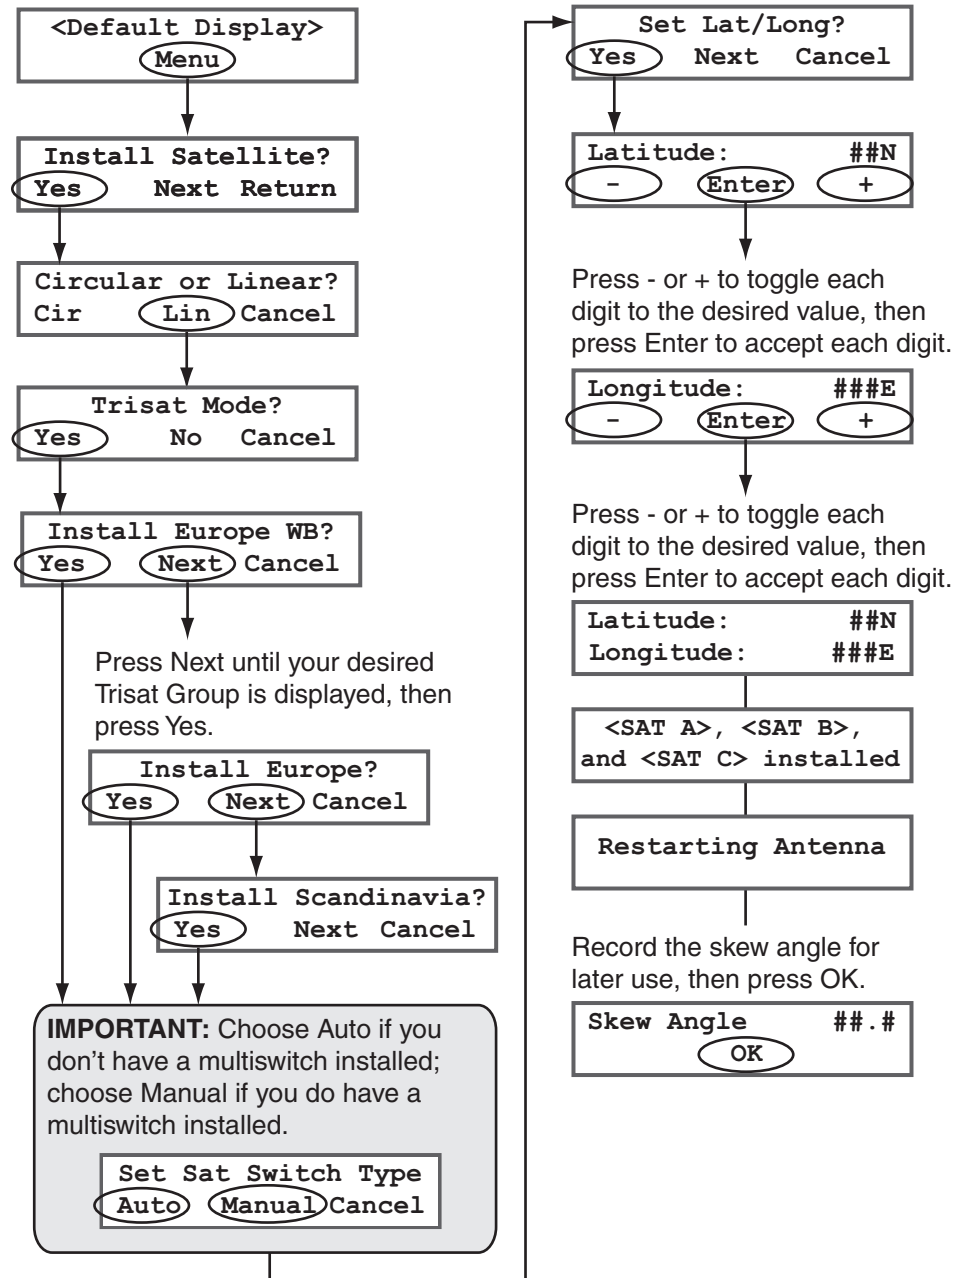 <Default Display>
Menu
Install Satellite?
Yes Next Return
Circular or Linear?
Cir Lin Cancel
Trisat Mode?
Yes No Cancel
Install Europe WB?
Yes Next Cancel
Press Next until your desired
Trisat Group is displayed, then
press Yes.
Install Europe?
Yes Next Cancel
Install Scandinavia?
Yes Next Cancel
IMPORTANT: Choose Auto if you
don't have a multiswitch installed;
choose Manual if you do have a
multiswitch installed.
Set Sat Switch Type
Auto Manual Cancel
Set Lat/Long?
Yes Next Cancel
Latitude: ##N
- Enter +
Press - or + to toggle each
digit to the desired value, then
press Enter to accept each digit.
Longitude: ###E
- Enter +
Press - or + to toggle each
digit to the desired value, then
press Enter to accept each digit.
Latitude: ##N
Longitude: ###E
<SAT A>, <SAT B>,
and <SAT C> installed
Restarting Antenna
Record the skew angle for
later use, then press OK.
Skew Angle ##.#
OK